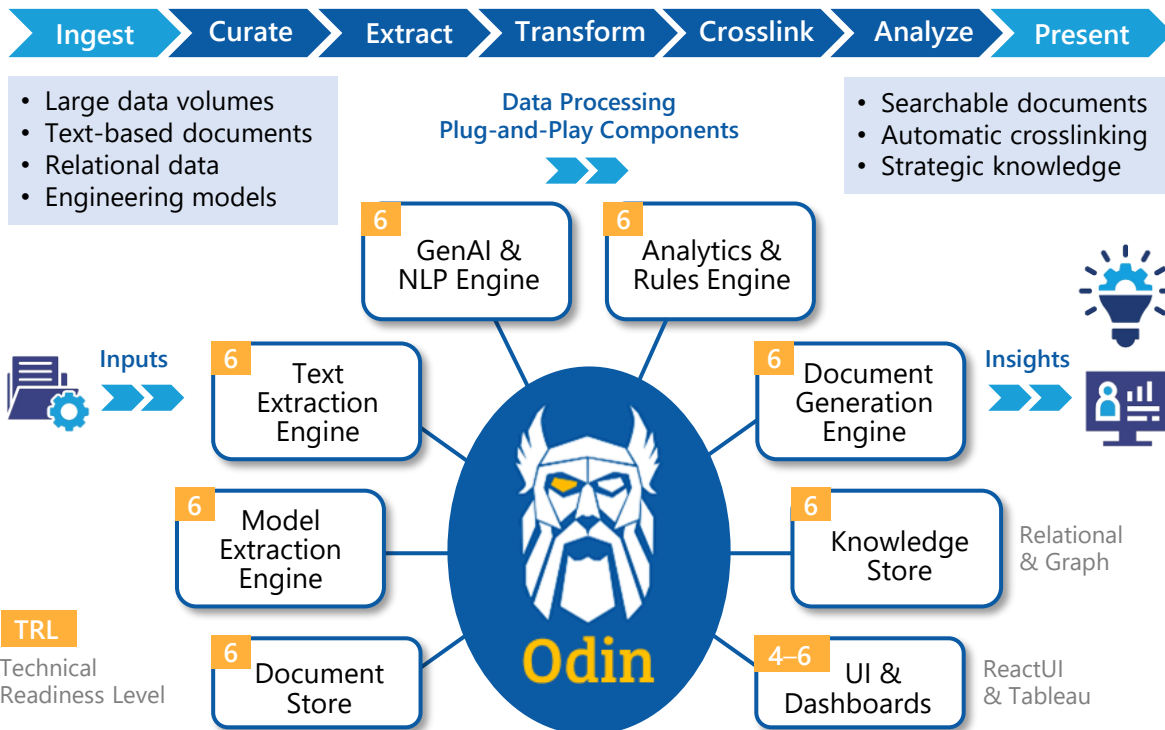 Ingest
Curate
Extract
Transform
Crosslink
Analyze
Present
• Large data volumes
• Text-based documents
• Relational data
• Engineering models
Data Processing
Plug-and-Play Components
• Searchable documents
• Automatic crosslinking
• Strategic knowledge
6
GenAI &
NLP Engine
6
Analytics &
Rules Engine
Inputs
6
Text
Extraction
Engine
6
Document
Generation
Engine
Insights
6
Model
Extraction
Engine
6
Knowledge
Store
Relational
& Graph
TRL
Technical
Readiness Level
6
Document
Store
Odin
4–6
UI &
Dashboards
ReactUI
& Tableau